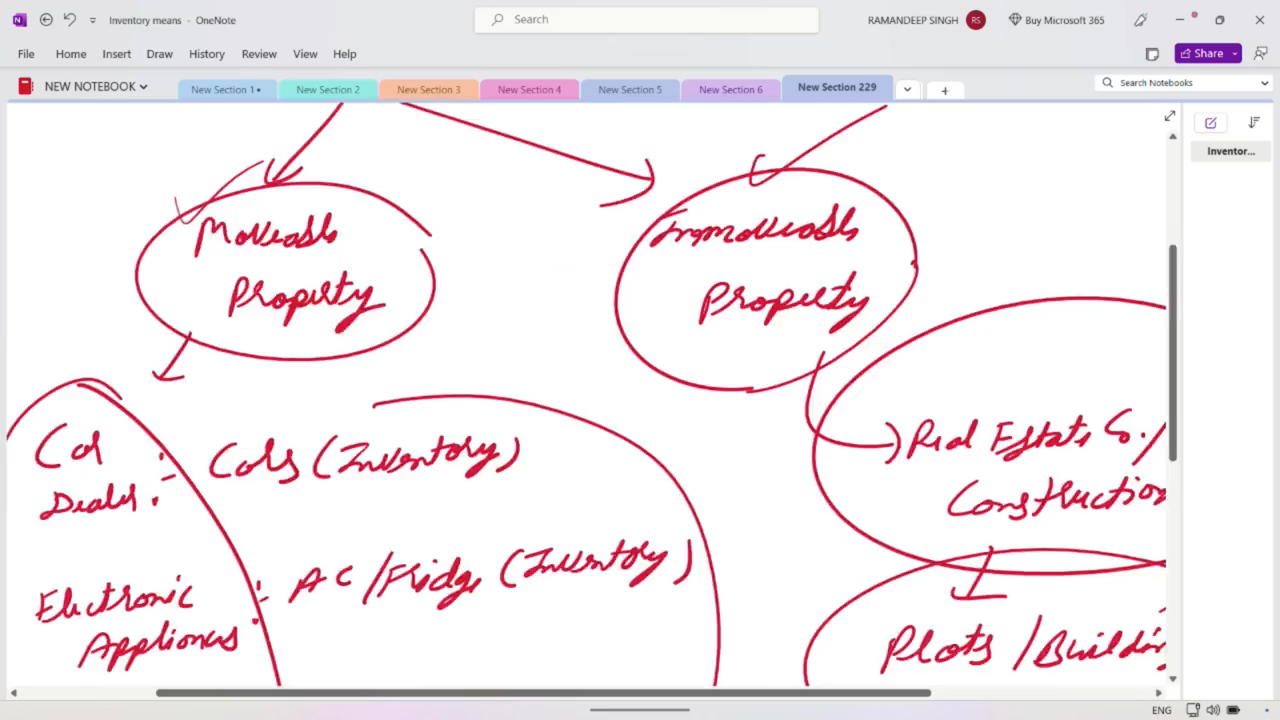 Inventory means - OneNote
Search
RAMANDEEP SINGH
RS
Buy Microsoft 365
File
Home
Insert
Draw
History
Review
View
Help
Share
NEW NOTEBOOK
New Section 1
New Section 2
New Section 3
New Section 4
New Section 5
New Section 6
New Section 229
+
Search Notebooks
Inventor...
Moveable
Property
Immoveable
Property
Car
Dealer :-
Cars (Inventory)
Real Estate Co. /
Construction
Electronic
Appliances :-
AC / Fridge (Inventory)
Plots / Building
ENG